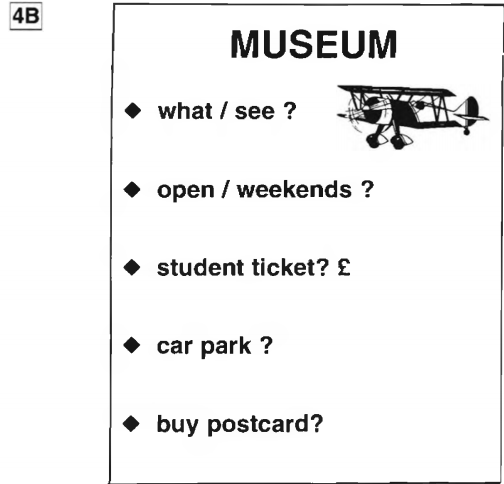 4B
MUSEUM
◆ what / see ?
◆ open / weekends ?
◆ student ticket? £
◆ car park ?
◆ buy postcard?